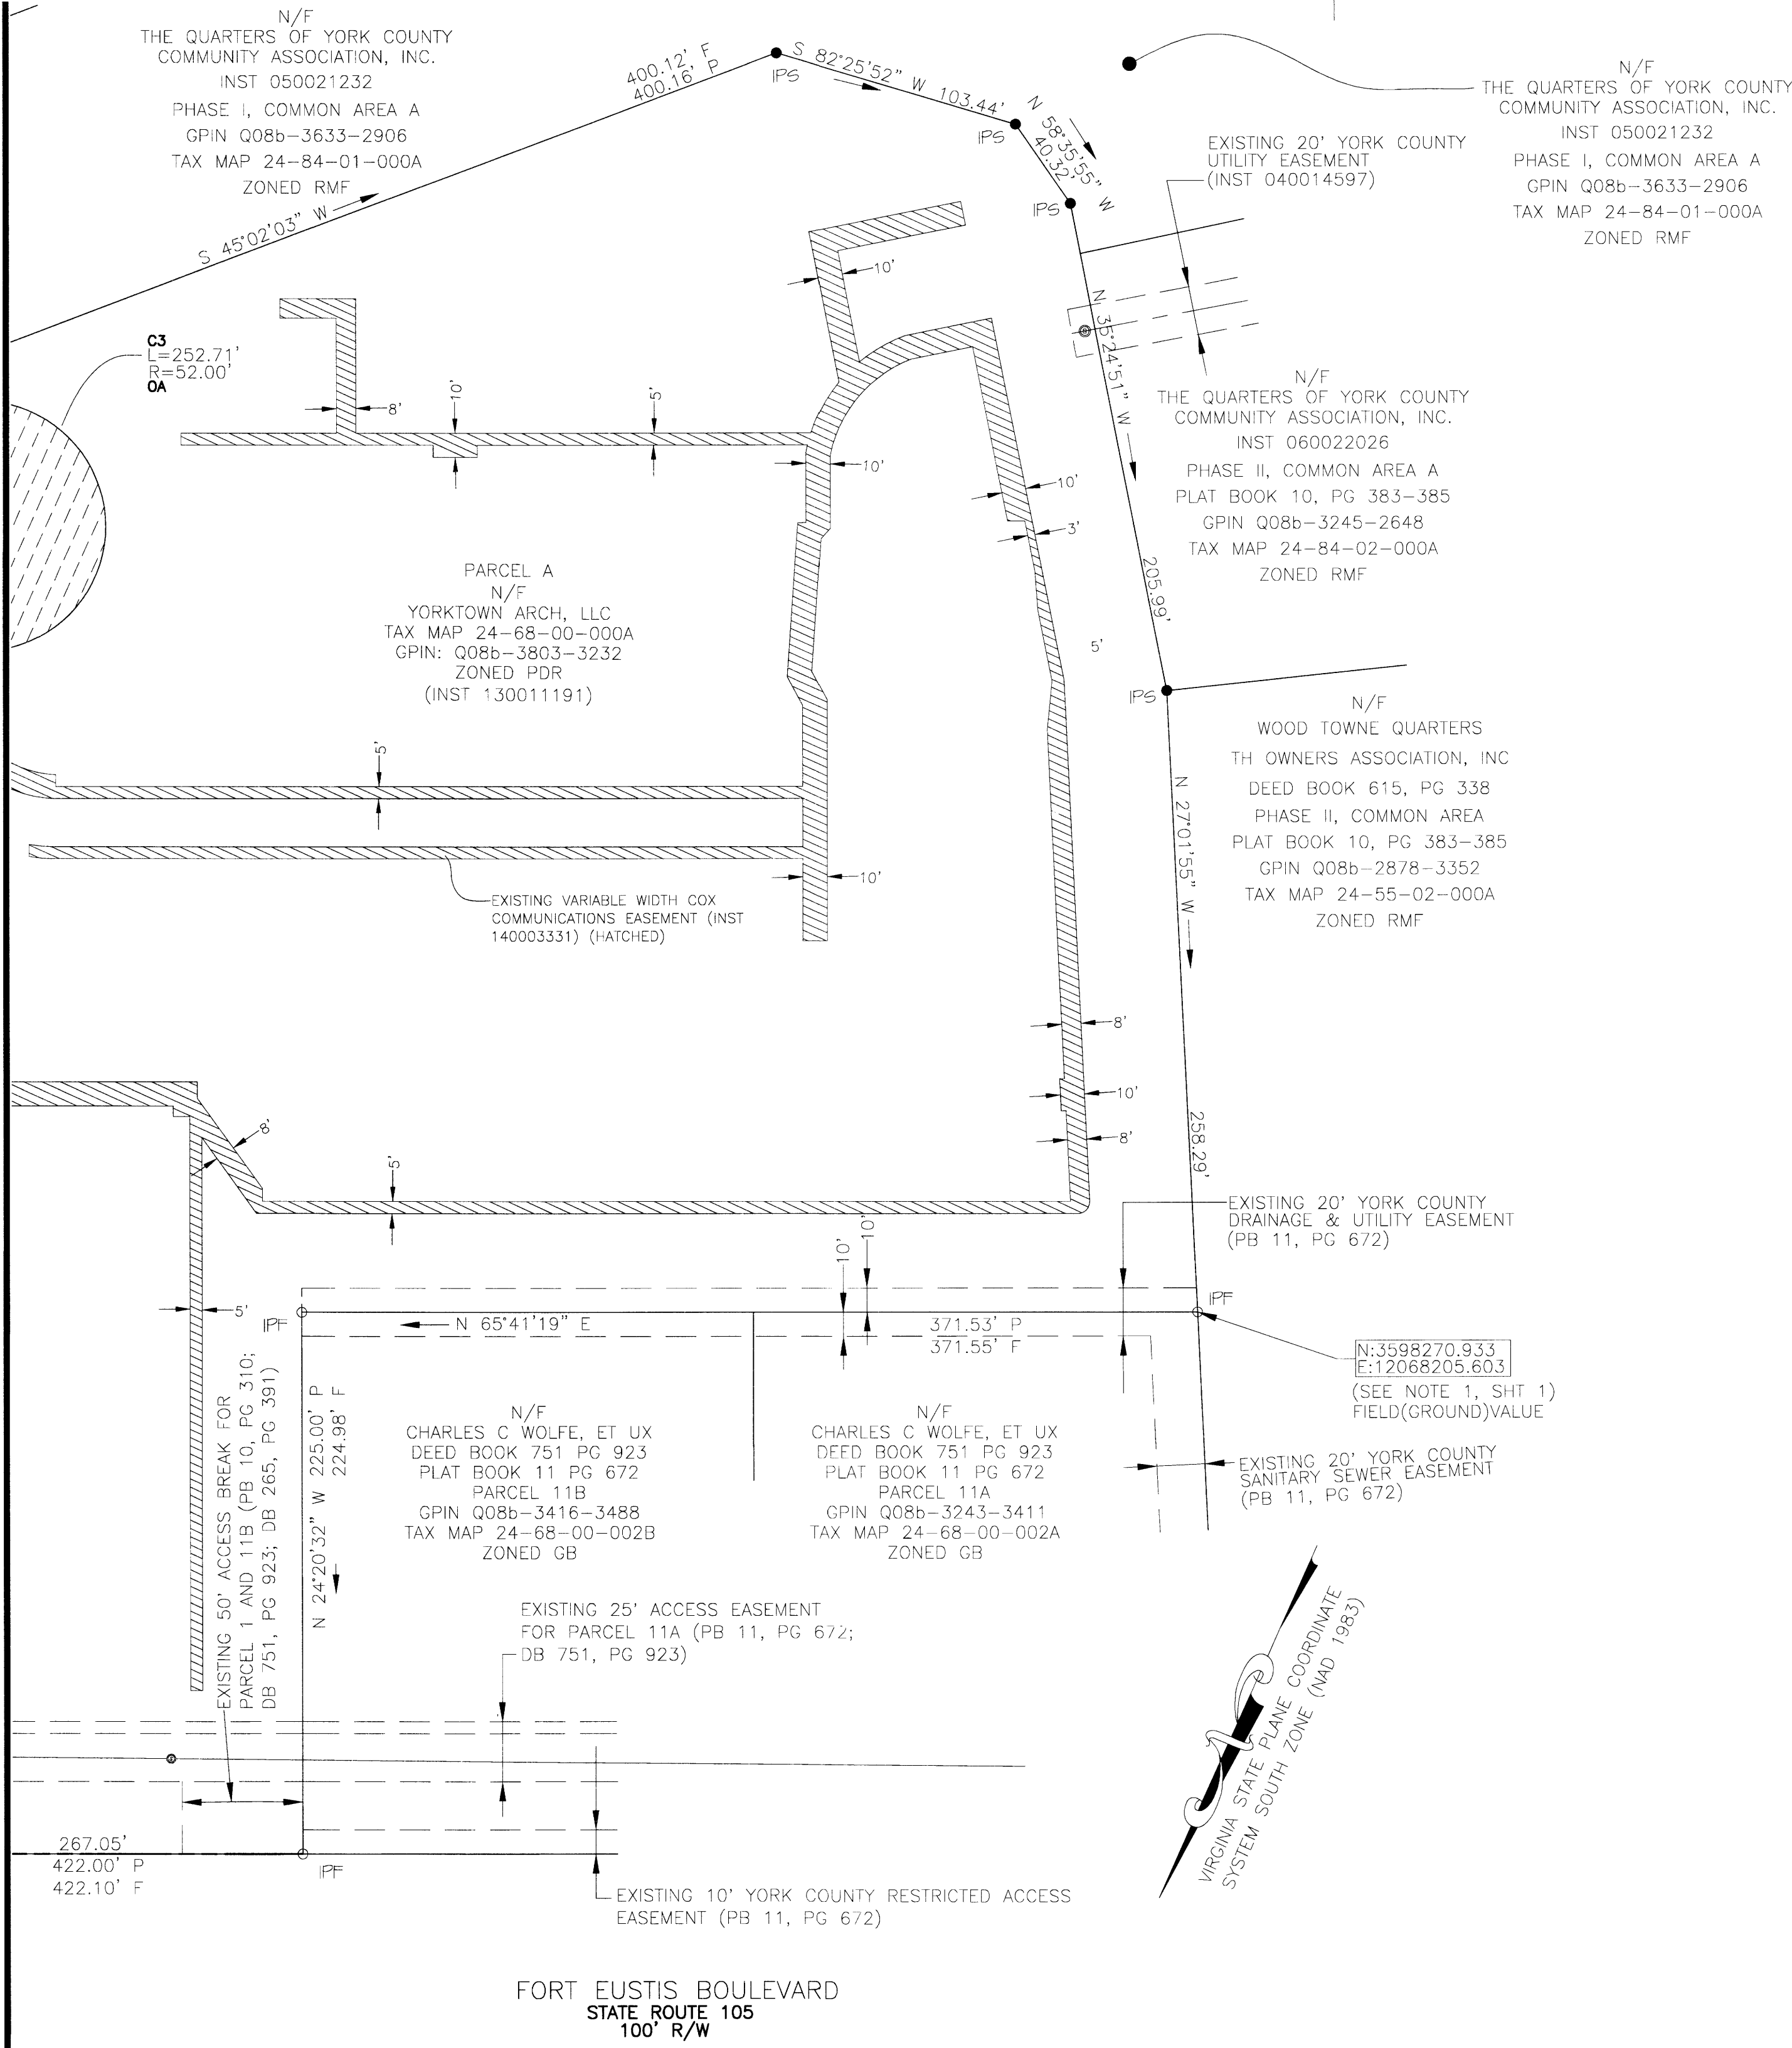 N/F
THE QUARTERS OF YORK COUNTY
COMMUNITY ASSOCIATION, INC.
INST 050021232
PHASE I, COMMON AREA A
GPIN Q08b-3633-2906
TAX MAP 24-84-01-000A
ZONED RMF
S 45°02'03" W
400.12' F
400.16' P
IPS
S 82°25'52" W 103.44'
IPS
N 58°35'55" W
40.32'
IPS
N/F
THE QUARTERS OF YORK COUNTY
COMMUNITY ASSOCIATION, INC.
INST 050021232
PHASE I, COMMON AREA A
GPIN Q08b-3633-2906
TAX MAP 24-84-01-000A
ZONED RMF
EXISTING 20' YORK COUNTY
UTILITY EASEMENT
(INST 040014597)
N 35°24'51" W
205.99'
C3
L=252.71'
R=52.00'
OA
8'
10'
5'
10'
10'
10'
3'
5'
N/F
THE QUARTERS OF YORK COUNTY
COMMUNITY ASSOCIATION, INC.
INST 060022026
PHASE II, COMMON AREA A
PLAT BOOK 10, PG 383-385
GPIN Q08b-3245-2648
TAX MAP 24-84-02-000A
ZONED RMF
PARCEL A
N/F
YORKTOWN ARCH, LLC
TAX MAP 24-68-00-000A
GPIN: Q08b-3803-3232
ZONED PDR
(INST 130011191)
IPS
N/F
WOOD TOWNE QUARTERS
TH OWNERS ASSOCIATION, INC
DEED BOOK 615, PG 338
PHASE II, COMMON AREA
PLAT BOOK 10, PG 383-385
GPIN Q08b-2878-3352
TAX MAP 24-55-02-000A
ZONED RMF
N 27°01'55" W
258.29'
5'
10'
EXISTING VARIABLE WIDTH COX
COMMUNICATIONS EASEMENT (INST
140003331) (HATCHED)
8'
10'
8'
8'
5'
5'
EXISTING 20' YORK COUNTY
DRAINAGE & UTILITY EASEMENT
(PB 11, PG 672)
10'
10'
IPF
IPF
N 65°41'19" E
371.53' P
371.55' F
N:3598270.933
E:12068205.603
(SEE NOTE 1, SHT 1)
FIELD(GROUND)VALUE
EXISTING 50' ACCESS BREAK FOR
PARCEL 1 AND 11B (PB 10, PG 310;
DB 751, PG 923; DB 265, PG 391)
N 24°20'32" W 225.00' P
224.98' F
N/F
CHARLES C WOLFE, ET UX
DEED BOOK 751 PG 923
PLAT BOOK 11 PG 672
PARCEL 11B
GPIN Q08b-3416-3488
TAX MAP 24-68-00-002B
ZONED GB
N/F
CHARLES C WOLFE, ET UX
DEED BOOK 751 PG 923
PLAT BOOK 11 PG 672
PARCEL 11A
GPIN Q08b-3243-3411
TAX MAP 24-68-00-002A
ZONED GB
EXISTING 20' YORK COUNTY
SANITARY SEWER EASEMENT
(PB 11, PG 672)
EXISTING 25' ACCESS EASEMENT
FOR PARCEL 11A (PB 11, PG 672;
DB 751, PG 923)
VIRGINIA STATE PLANE COORDINATE
SYSTEM SOUTH ZONE (NAD 1983)
267.05'
422.00' P
422.10' F
IPF
EXISTING 10' YORK COUNTY RESTRICTED ACCESS
EASEMENT (PB 11, PG 672)
FORT EUSTIS BOULEVARD
STATE ROUTE 105
100' R/W